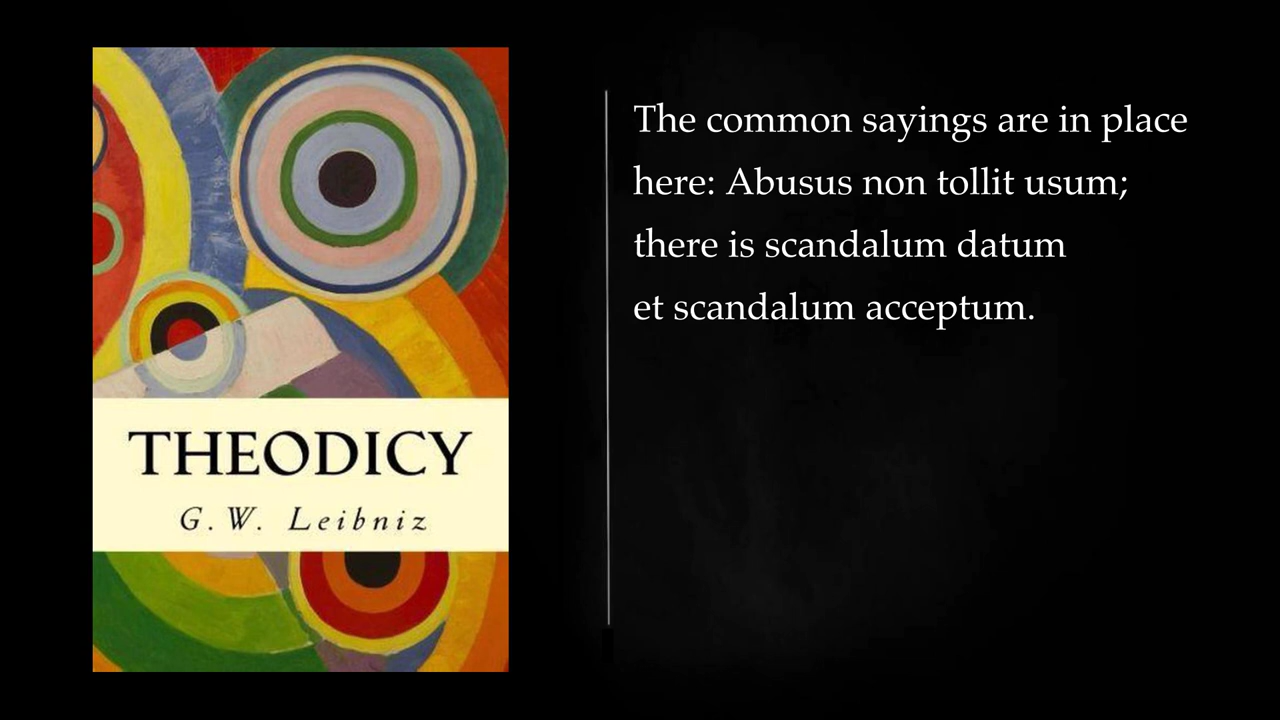 THEODICY
G. W. Leibniz
The common sayings are in place
here: Abusus non tollit usum;
there is scandalum datum
et scandalum acceptum.